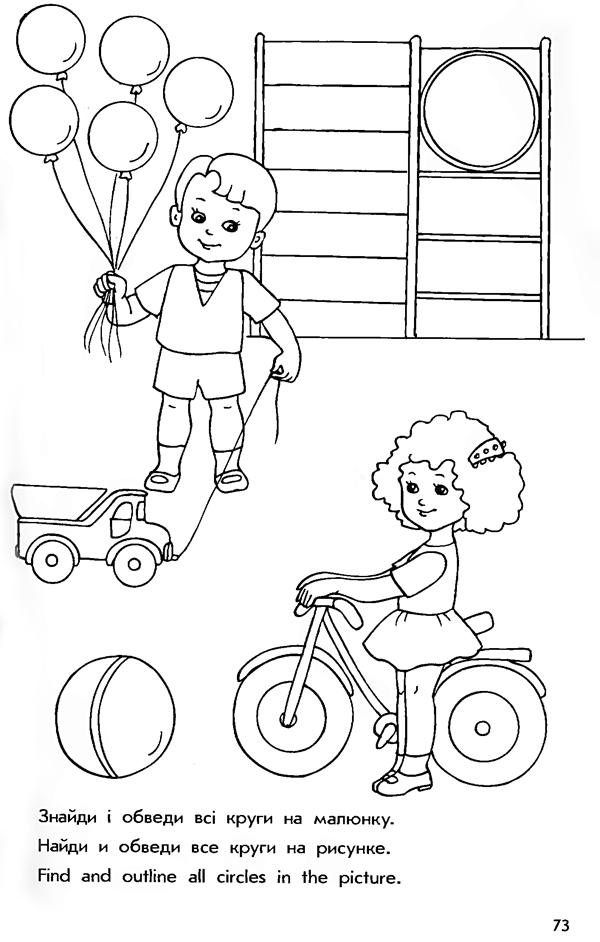 Знайди і обведи всі круги на малюнку.
Найди и обведи все круги на рисунке.
Find and outline all circles in the picture.
73